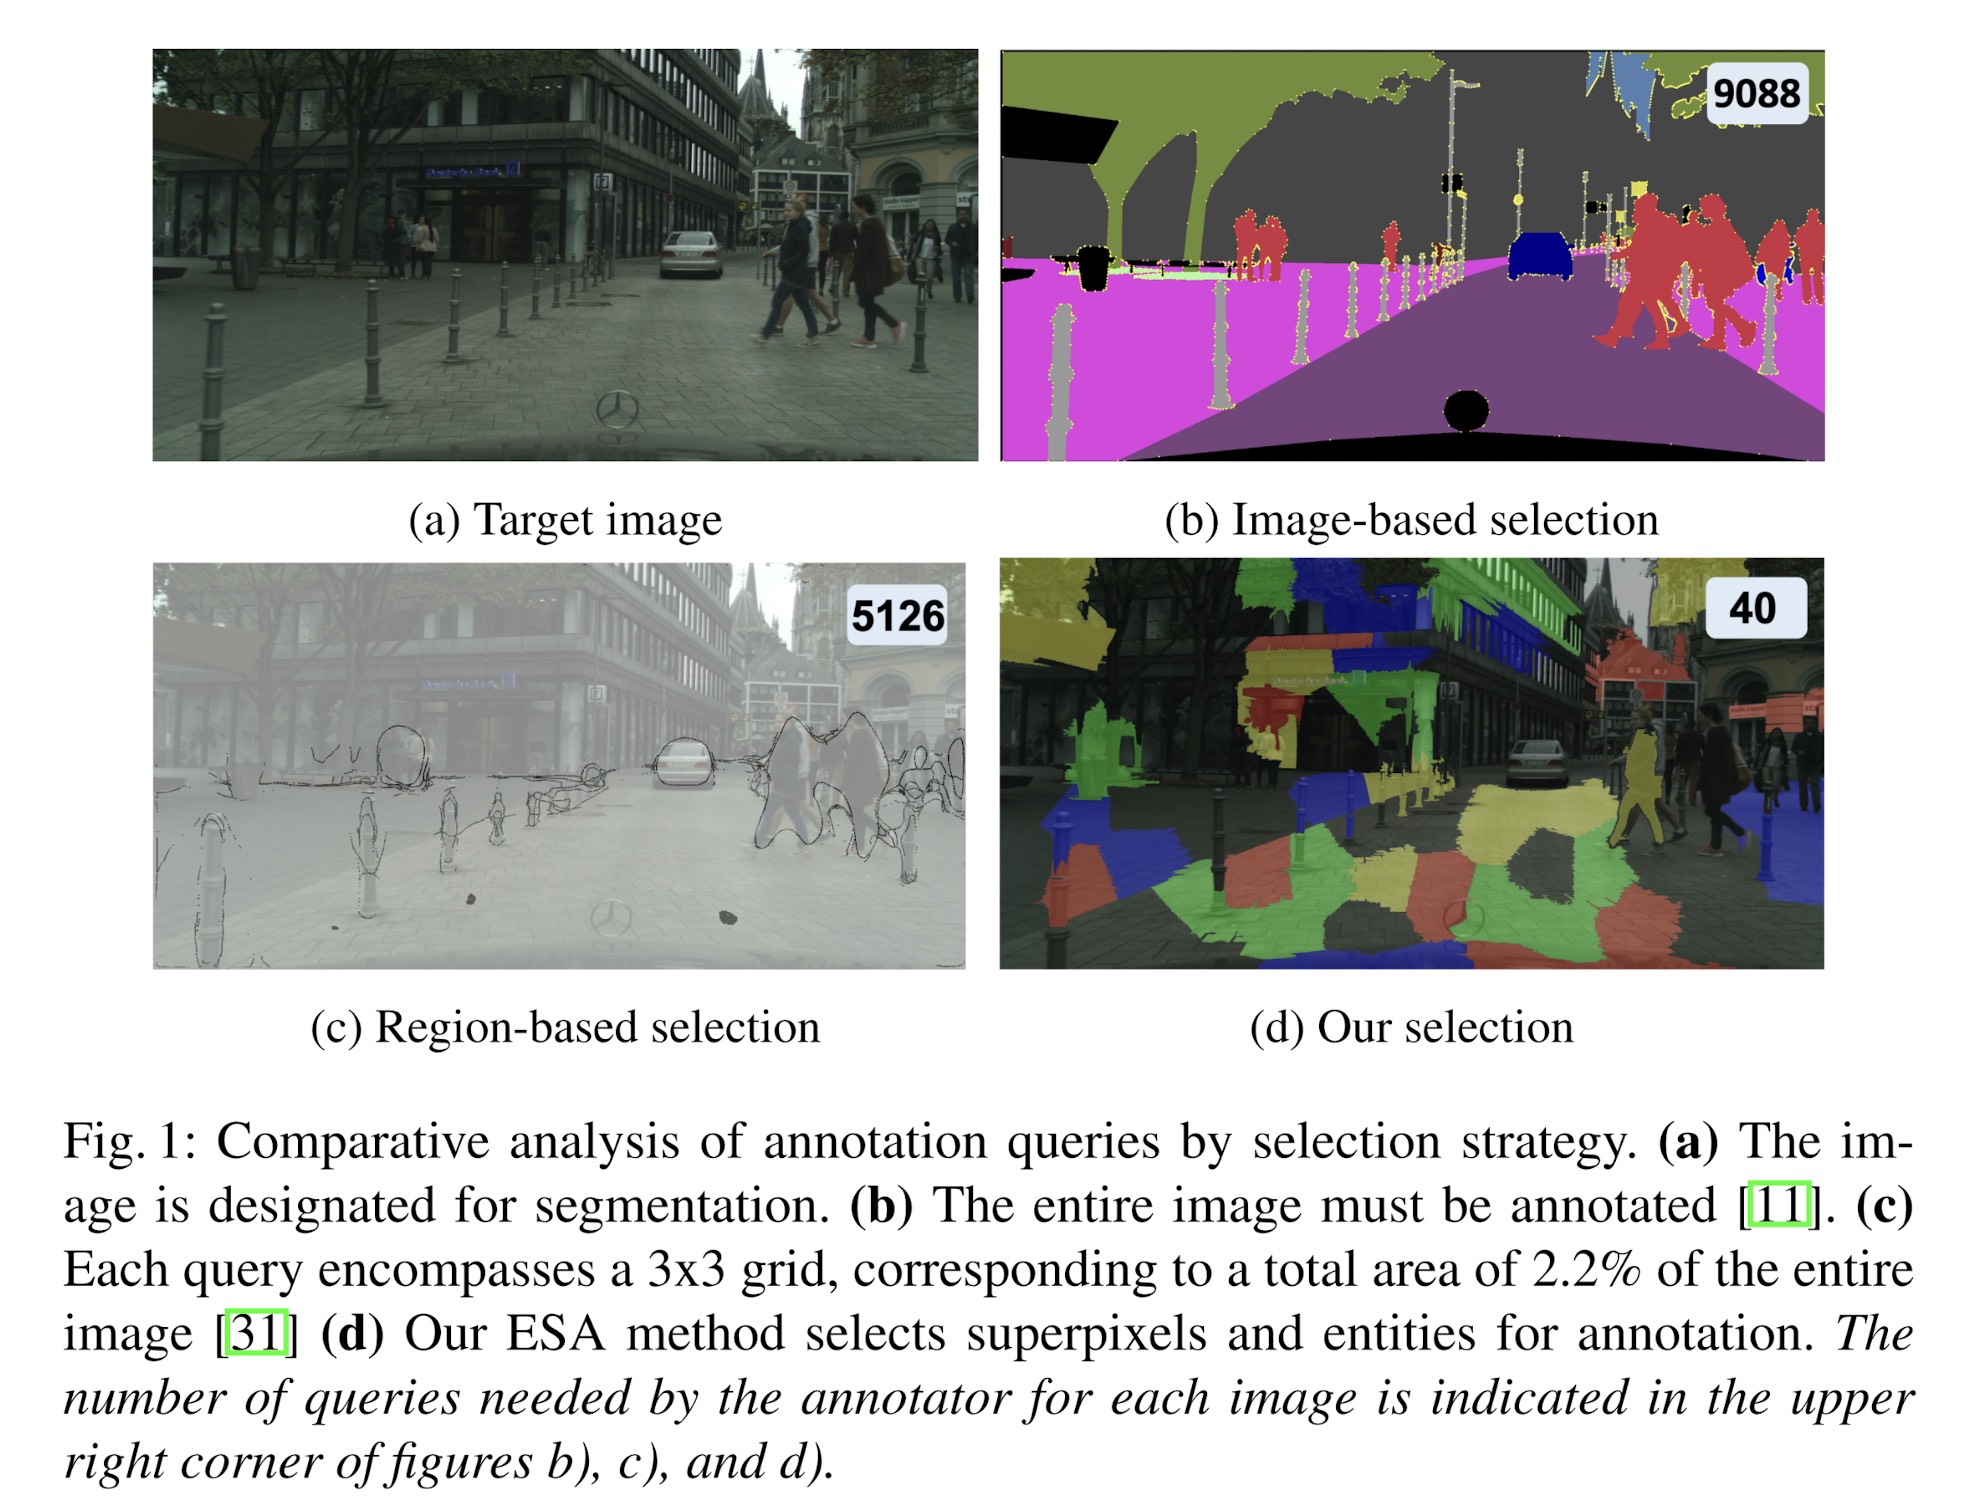 9088
(a) Target image
(b) Image-based selection
5126
40
(c) Region-based selection
(d) Our selection
Fig. 1: Comparative analysis of annotation queries by selection strategy. (a) The im-
age is designated for segmentation. (b) The entire image must be annotated [11]. (c)
Each query encompasses a 3x3 grid, corresponding to a total area of 2.2% of the entire
image [31] (d) Our ESA method selects superpixels and entities for annotation. The
number of queries needed by the annotator for each image is indicated in the upper
right corner of figures b), c), and d).